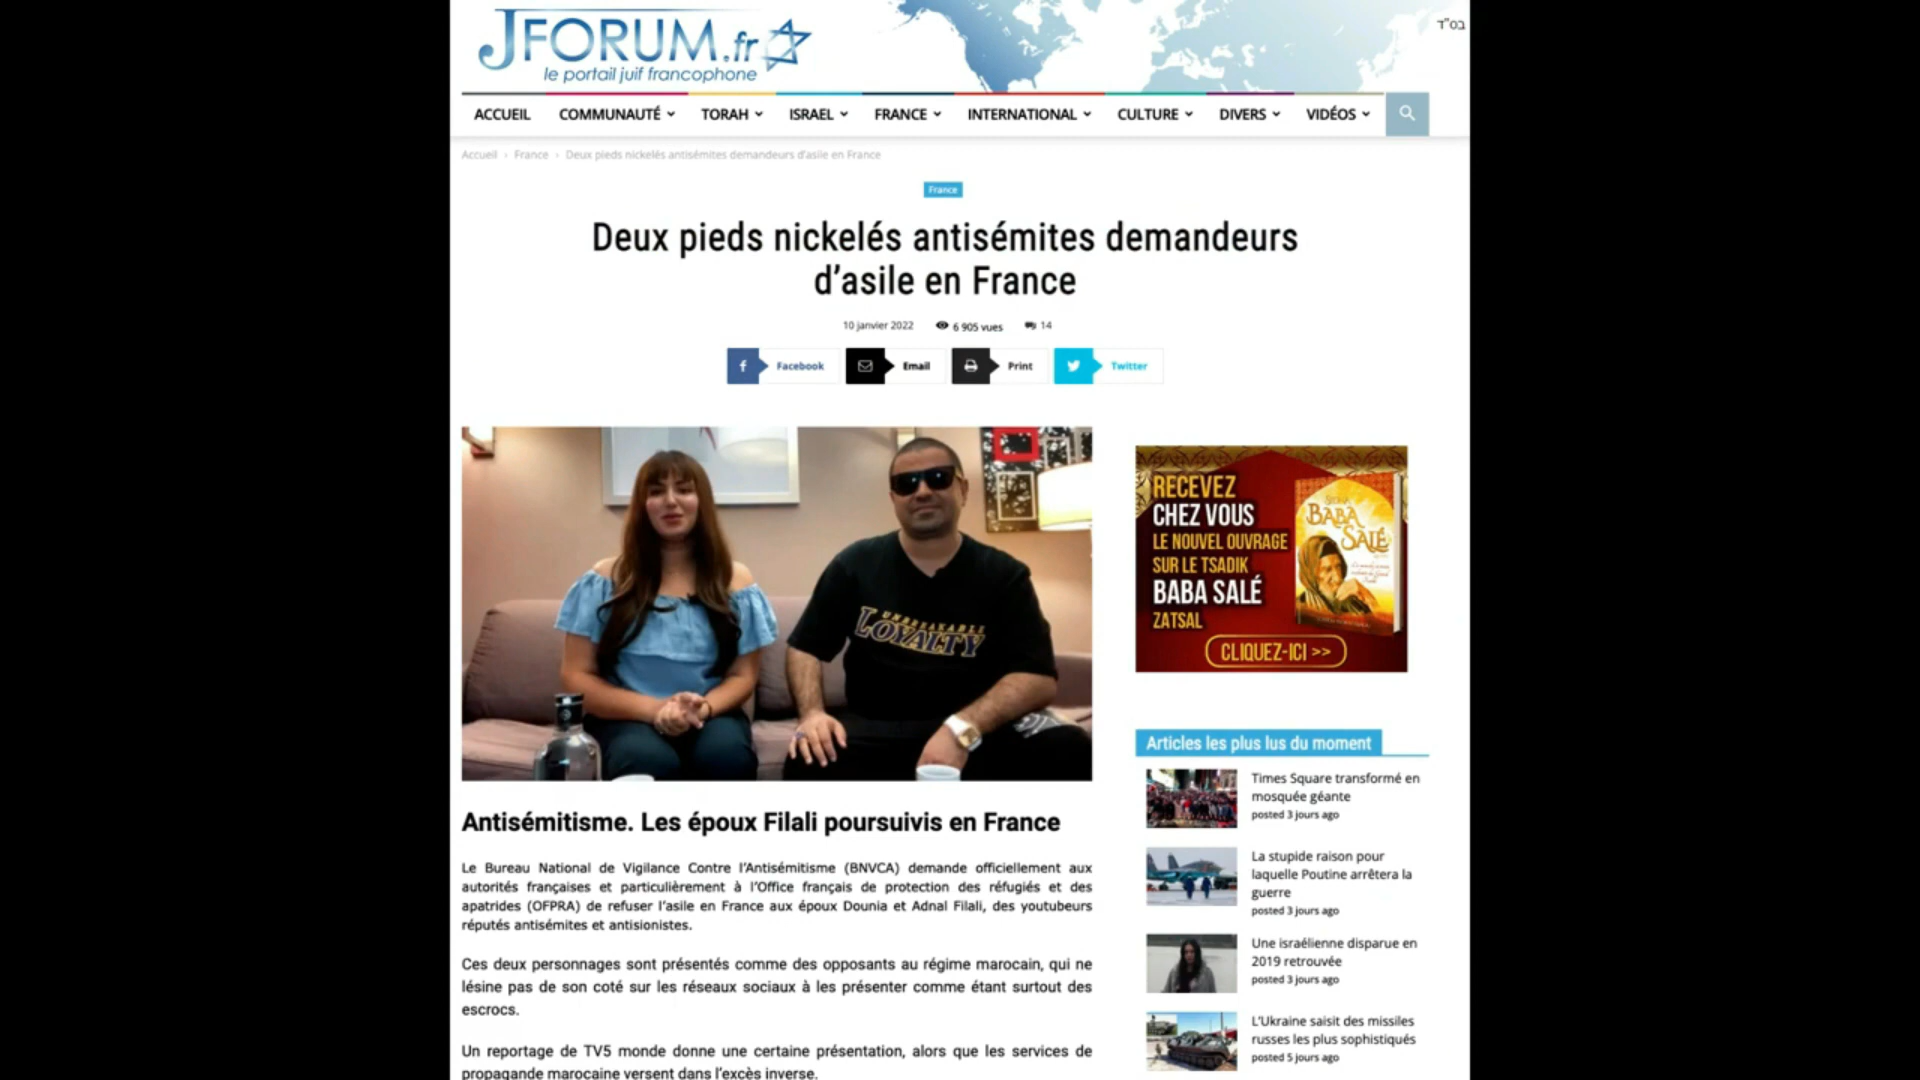 JFORUM.fr
le portail juif francophone
בס"ד
ACCUEIL COMMUNAUTÉ TORAH ISRAEL FRANCE INTERNATIONAL CULTURE DIVERS VIDÉOS
Accueil › France › Deux pieds nickelés antisémites demandeurs d'asile en France
France
Deux pieds nickelés antisémites demandeurs
d'asile en France
10 janvier 2022 6 905 vues 14
Facebook Email Print Twitter
UNBREAKABLE
LOYALTY
Antisémitisme. Les époux Filali poursuivis en France
Le Bureau National de Vigilance Contre l'Antisémitisme (BNVCA) demande officiellement aux
autorités françaises et particulièrement à l'Office français de protection des réfugiés et des
apatrides (OFPRA) de refuser l'asile en France aux époux Dounia et Adnal Filali, des youtubeurs
réputés antisémites et antisionistes.
Ces deux personnages sont présentés comme des opposants au régime marocain, qui ne
lésine pas de son coté sur les réseaux sociaux à les présenter comme étant surtout des
escrocs.
Un reportage de TV5 monde donne une certaine présentation, alors que les services de
propagande marocaine versent dans l'excès inverse.
RECEVEZ
CHEZ VOUS
LE NOUVEL OUVRAGE
SUR LE TSADIK
BABA SALÉ
ZATSAL
CLIQUEZ-ICI >>
BABA
SALÉ
Articles les plus lus du moment
Times Square transformé en
mosquée géante
posted 3 jours ago
La stupide raison pour
laquelle Poutine arrêtera la
guerre
posted 3 jours ago
Une israélienne disparue en
2019 retrouvée
posted 3 jours ago
L'Ukraine saisit des missiles
russes les plus sophistiqués
posted 5 jours ago